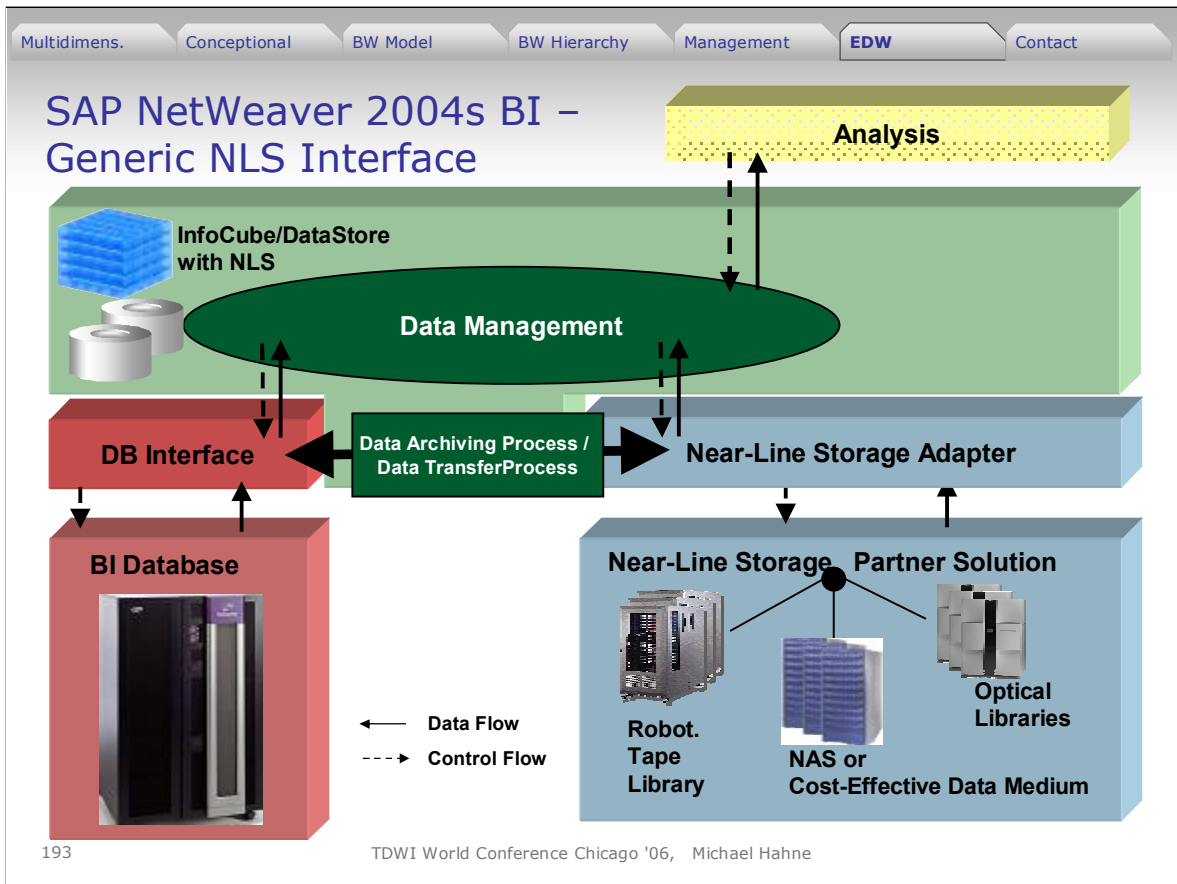 Multidimens. Conceptional BW Model BW Hierarchy Management EDW Contact
SAP NetWeaver 2004s BI –
Generic NLS Interface
Analysis
InfoCube/DataStore
with NLS
Data Management
DB Interface
Data Archiving Process /
Data TransferProcess
Near-Line Storage Adapter
BI Database
Near-Line Storage Partner Solution
Robot.
Tape
Library
NAS or
Cost-Effective Data Medium
Optical
Libraries
Data Flow
Control Flow
193
TDWI World Conference Chicago '06, Michael Hahne